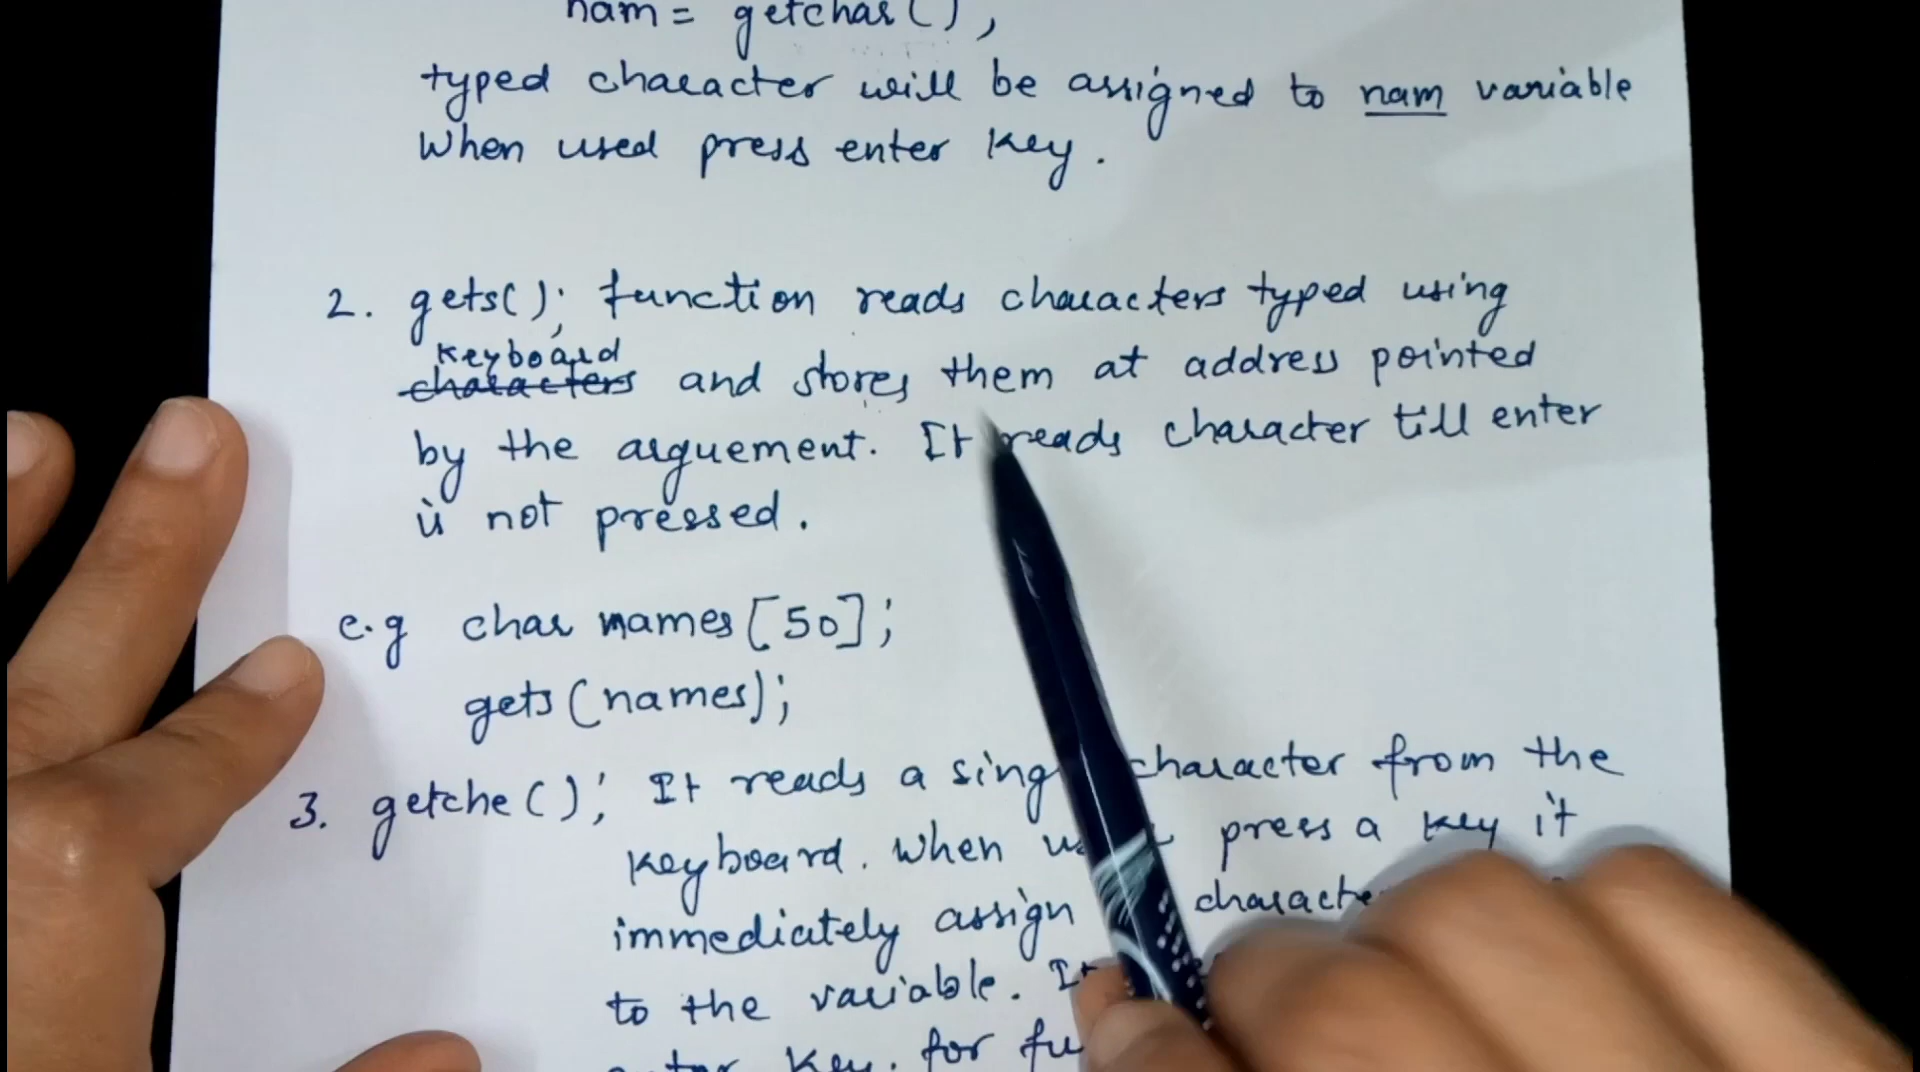 nam = getchar(),
typed character will be assigned to nam variable
When used press enter key.
2. gets(); function reads characters typed using
keyboard
characters and stores them at address pointed
by the arguement. It reads character till enter
is not pressed.
e.g char names [50];
gets (names);
3. getche(); It reads a character from the
keyboard. When press a key it
immediately assign
to the variable.
key. for